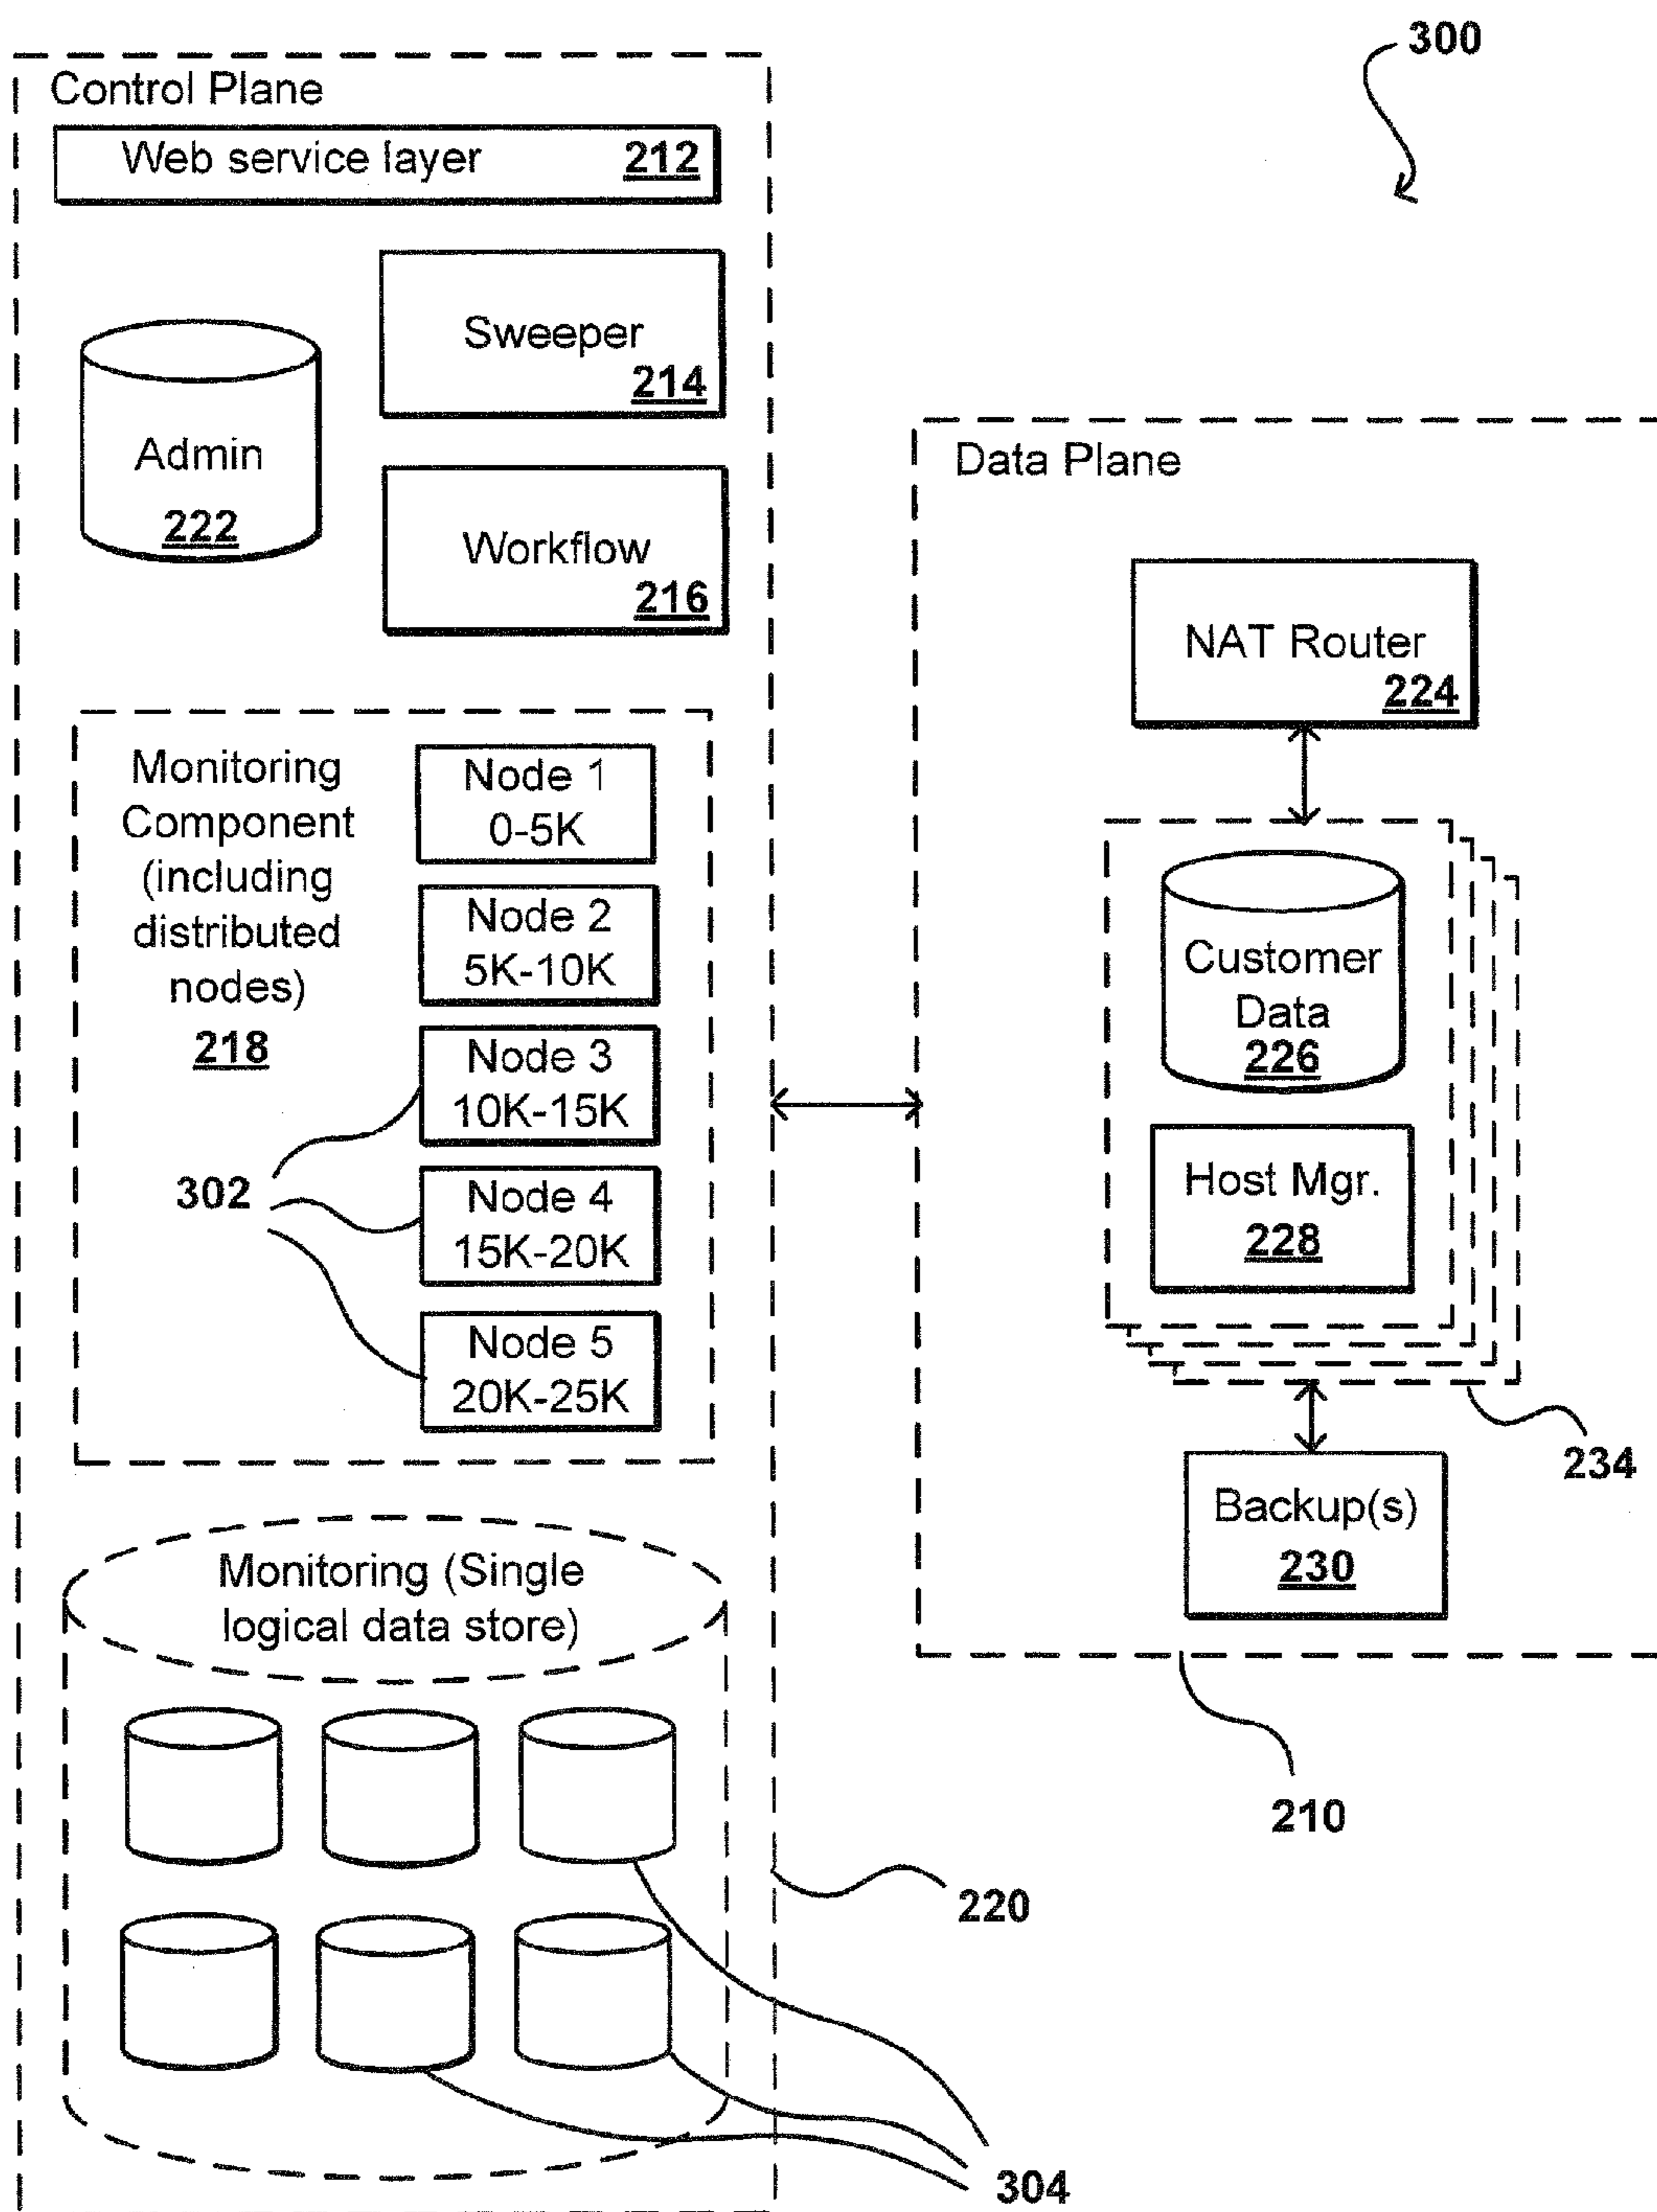 300
Control Plane
Web service layer 212
Sweeper
214
Admin
222
Workflow
216
Monitoring
Component
(including
distributed
nodes)
218
Node 1
0-5K
Node 2
5K-10K
Node 3
10K-15K
Node 4
15K-20K
Node 5
20K-25K
302
Monitoring (Single
logical data store)
220
304
Data Plane
NAT Router
224
Customer
Data
226
Host Mgr.
228
234
Backup(s)
230
210